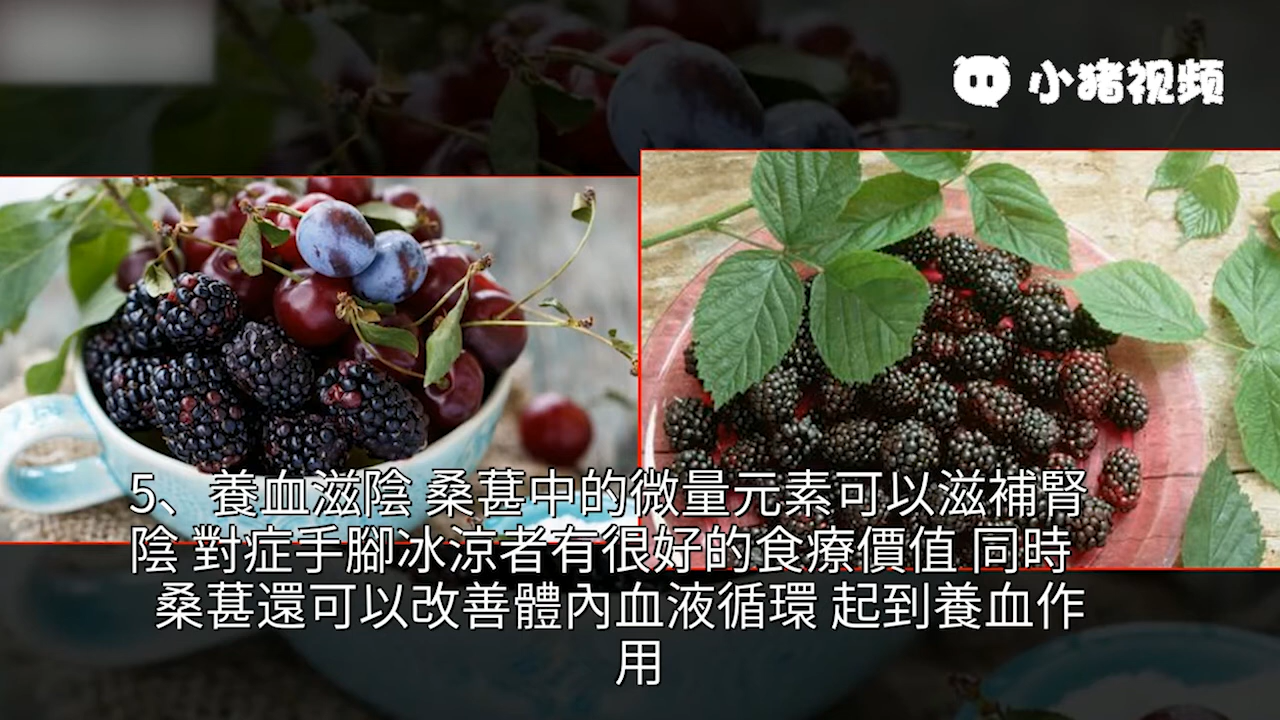 小猪视频
5、養血滋陰 桑葚中的微量元素可以滋補腎
陰 對症手腳冰涼者有很好的食療價值 同時
桑葚還可以改善體內血液循環 起到養血作
用